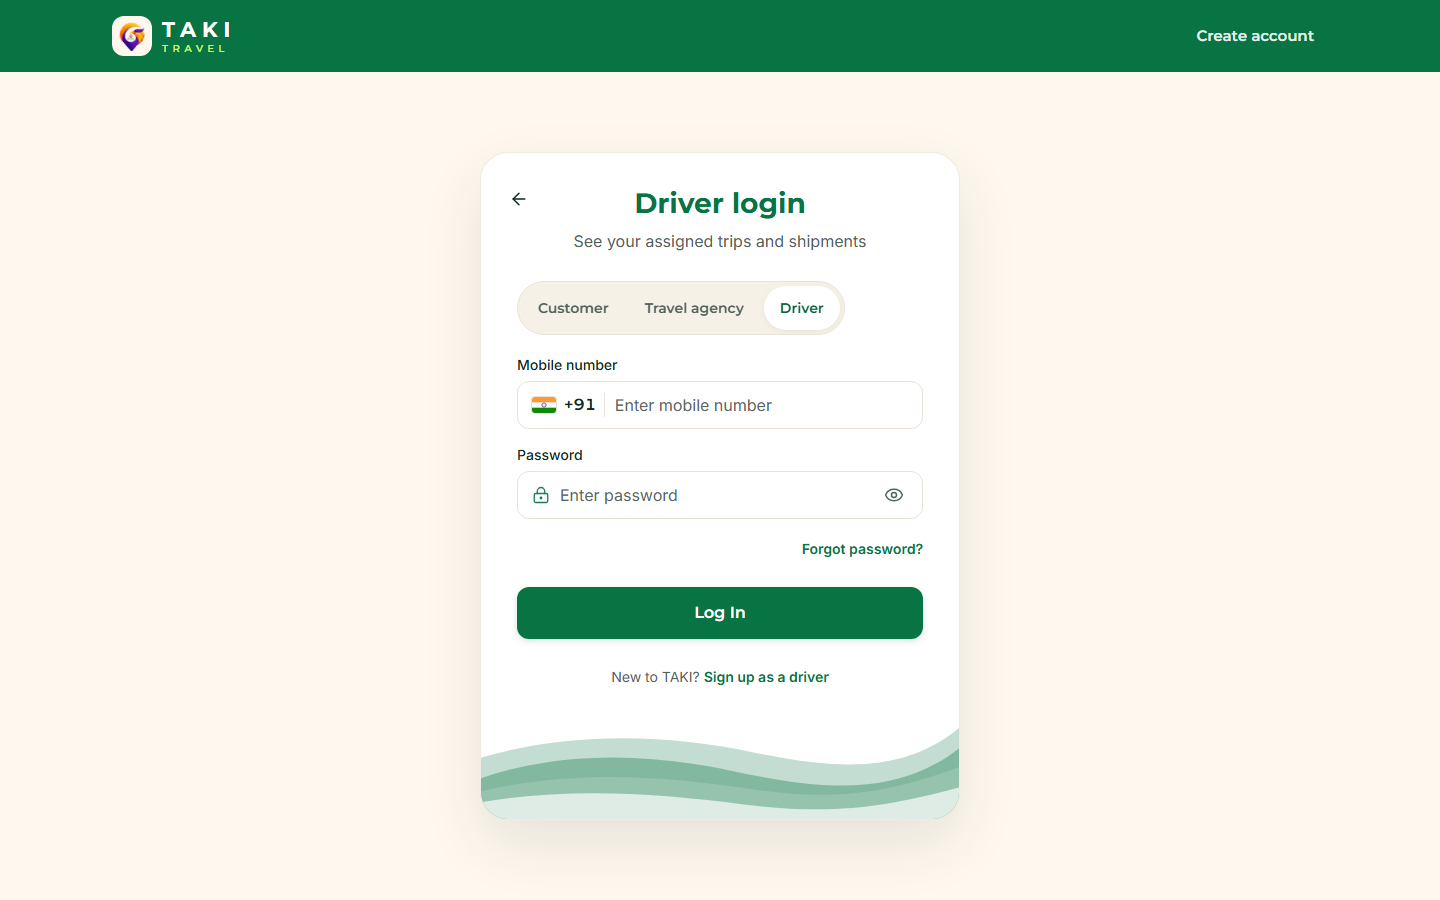 TAKI
TRAVEL
Create account
Driver login
See your assigned trips and shipments
Customer Travel agency Driver
Mobile number
+91 Enter mobile number
Password
Enter password
Forgot password?
Log In
New to TAKI? Sign up as a driver